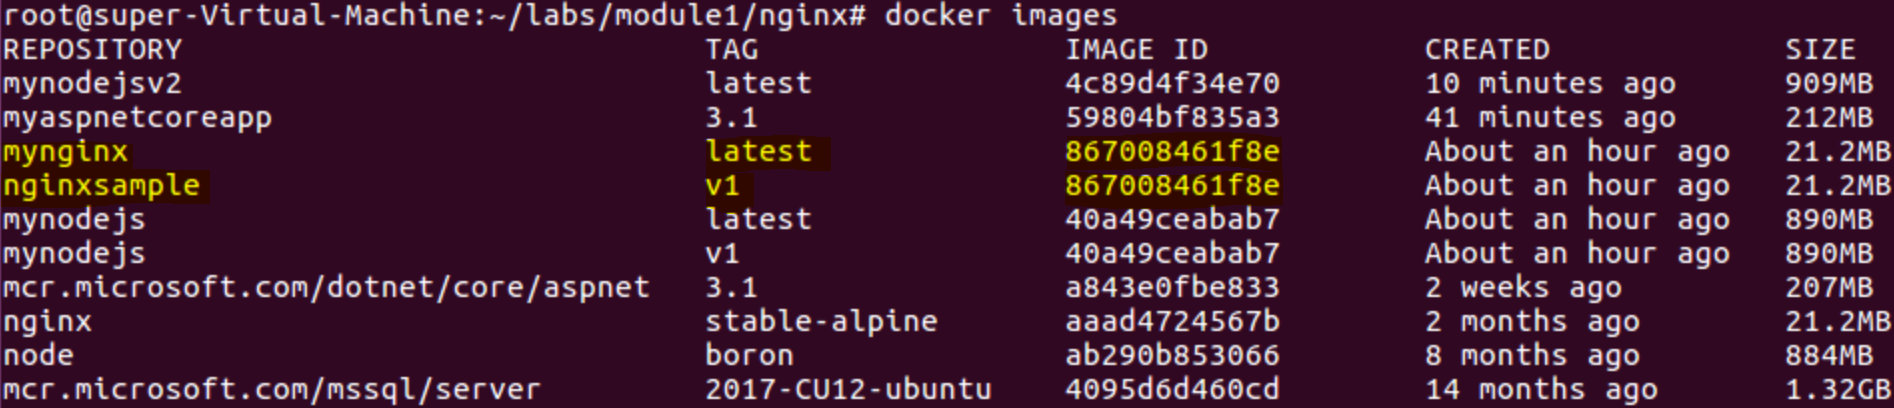 root@super-Virtual-Machine:~/labs/module1/nginx# docker images
REPOSITORY TAG IMAGE ID CREATED SIZE
mynodejsv2 latest 4c89d4f34e70 10 minutes ago 909MB
myaspnetcoreapp 3.1 59804bf835a3 41 minutes ago 212MB
mynginx latest 867008461f8e About an hour ago 21.2MB
nginxsample v1 867008461f8e About an hour ago 21.2MB
mynodejs latest 40a49ceabab7 About an hour ago 890MB
mynodejs v1 40a49ceabab7 About an hour ago 890MB
mcr.microsoft.com/dotnet/core/aspnet 3.1 a843e0fbe833 2 weeks ago 207MB
nginx stable-alpine aaad4724567b 2 months ago 21.2MB
node boron ab290b853066 8 months ago 884MB
mcr.microsoft.com/mssql/server 2017-CU12-ubuntu 4095d6d460cd 14 months ago 1.32GB